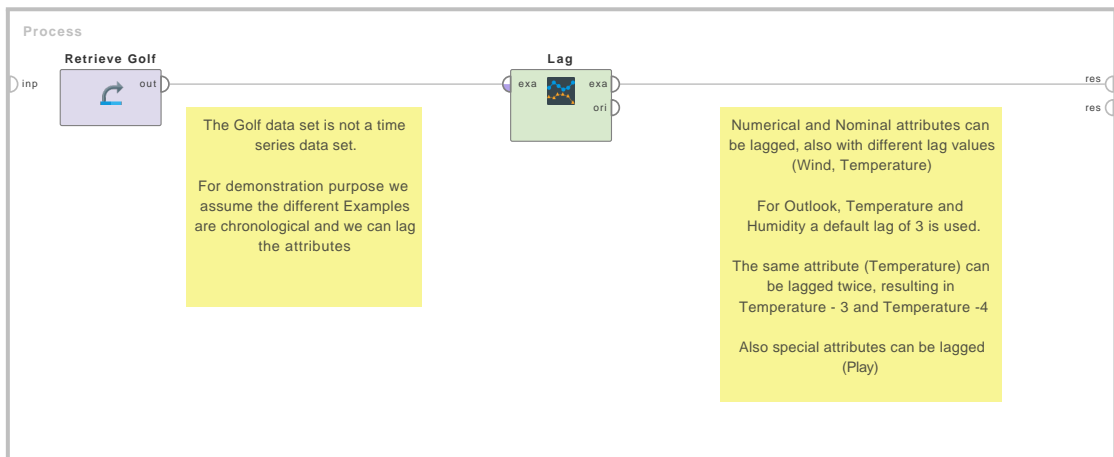 Process
Retrieve Golf
inp
out
Lag
exa
exa
ori
res
res
The Golf data set is not a time
series data set.
For demonstration purpose we
assume the different Examples
are chronological and we can lag
the attributes
Numerical and Nominal attributes can
be lagged, also with different lag values
(Wind, Temperature)
For Outlook, Temperature and
Humidity a default lag of 3 is used.
The same attribute (Temperature) can
be lagged twice, resulting in
Temperature - 3 and Temperature -4
Also special attributes can be lagged
(Play)